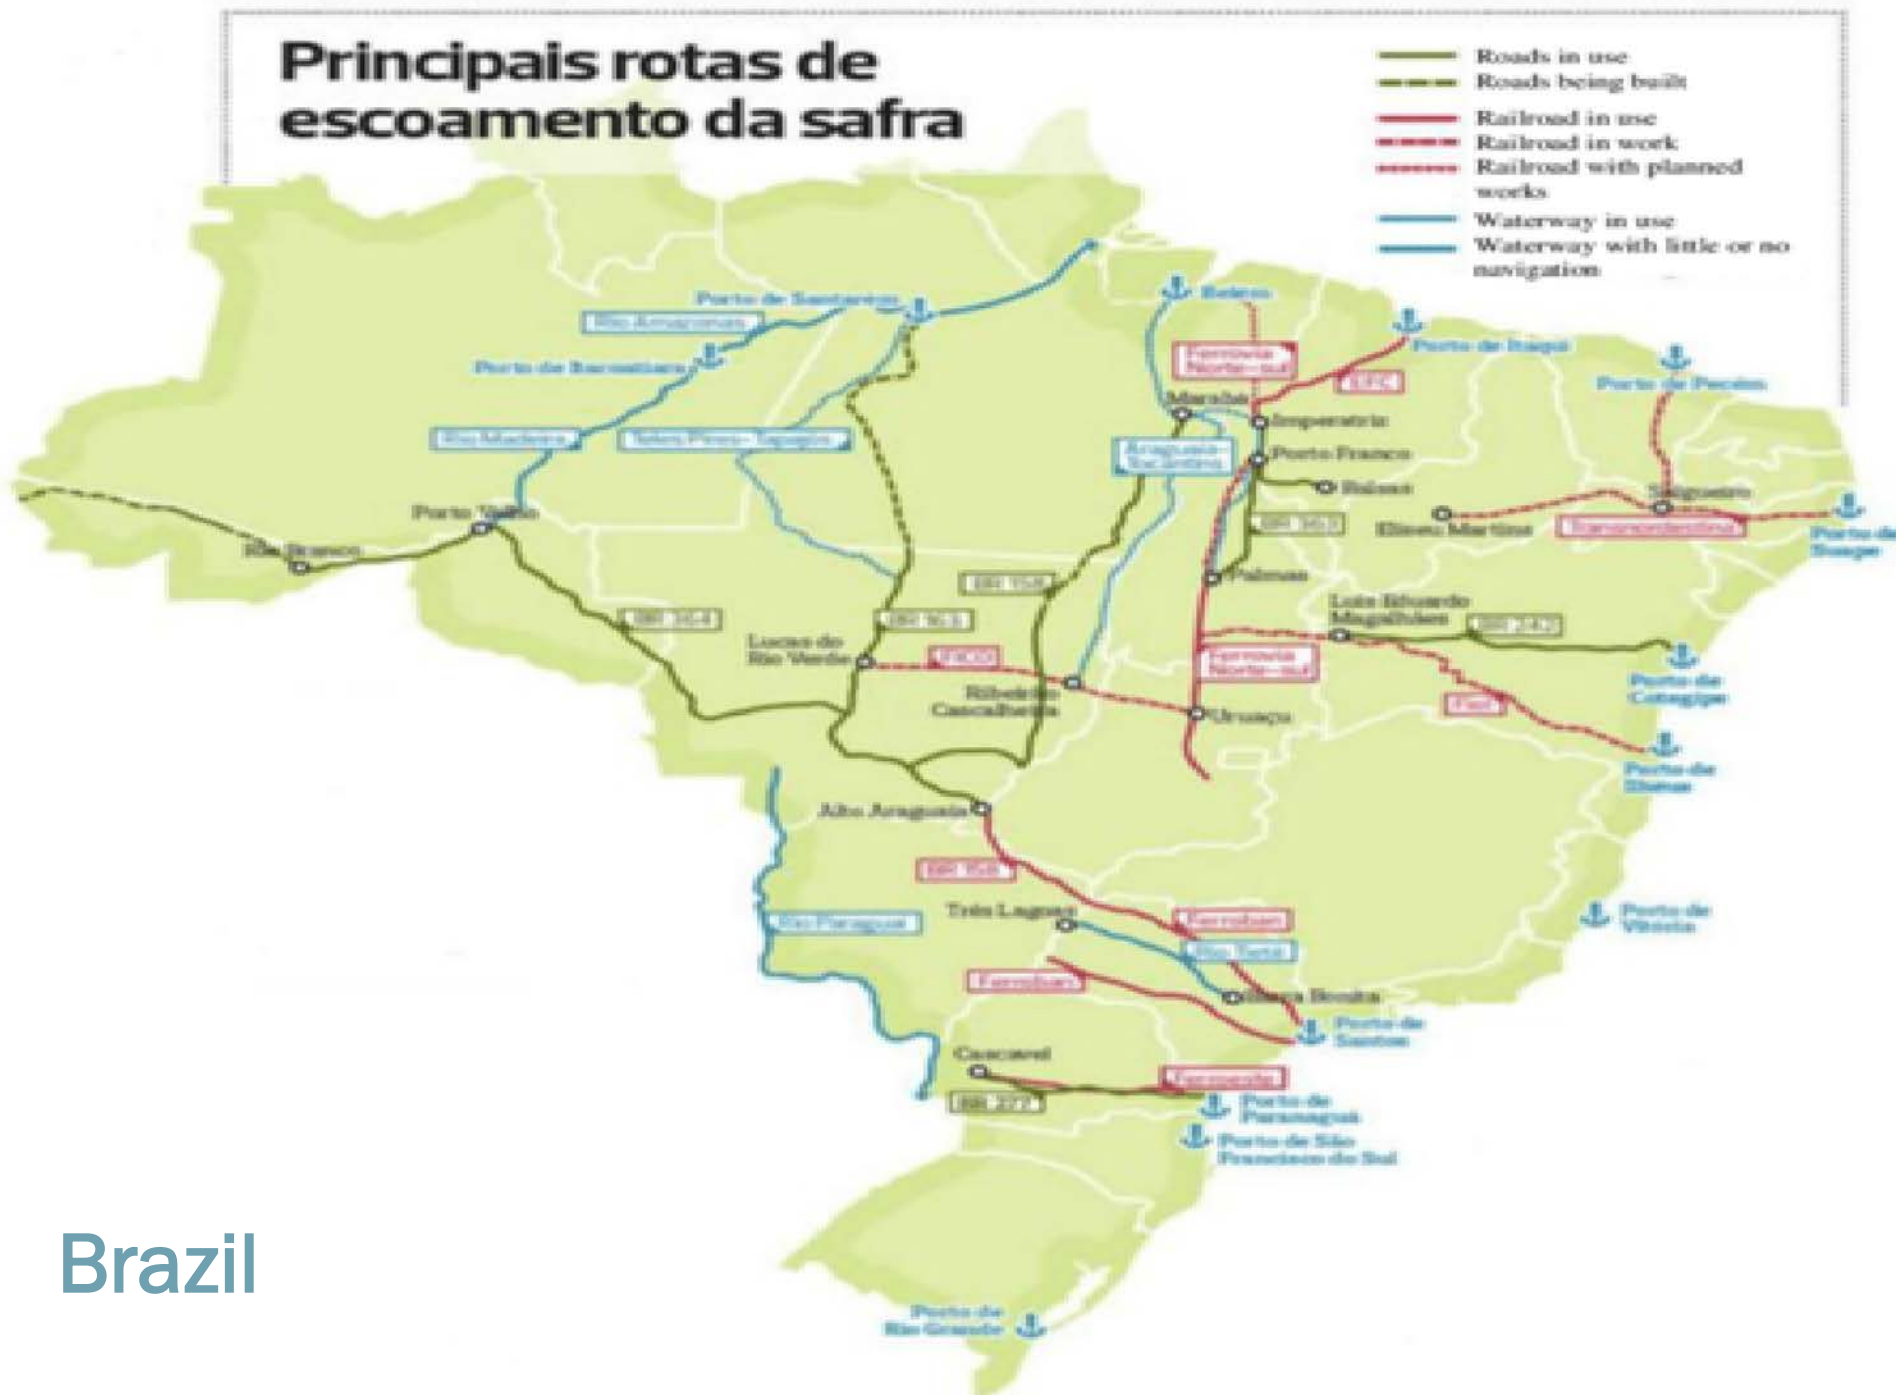 Principais rotas de
escoamento da safra
Roads in use
Roads being built
Railroad in use
Railroad in work
Railroad with planned
works
Waterway in use
Waterway with little or no
navigation
Porto de Santarém
Belém
Rio Amazonas
Porto de Itaqui
Ferrovia
Norte-sul
Porto de Itacoatiara
EFC
Porto de Pecém
Marabá
Imperatriz
Rio Madeira
Teles Pires-Tapajós
Araguaia-
Tocantins
Porto Franco
Balsas
Salgueiro
Porto Velho
Eliseu Martins
Transnordestina
Porto de
Suape
Rio Branco
Palmas
BR 158
Luís Eduardo
Magalhães
BR 364
BR 163
BR 242
Lucas do
Rio Verde
FICO
Ferrovia
Norte-sul
Porto de
Cotegipe
Ribeirão
Cascalheira
Fiol
Uruaçu
Porto de
Ilhéus
Alto Araguaia
BR 158
Três Lagoas
Rio Paraguai
Ferroban
Porto de
Vitória
Rio Tietê
Ferroban
Barra Bonita
Porto de
Santos
Cascavel
Ferroeste
BR 277
Porto de
Paranaguá
Porto de São
Francisco do Sul
Brazil
Porto de
Rio Grande